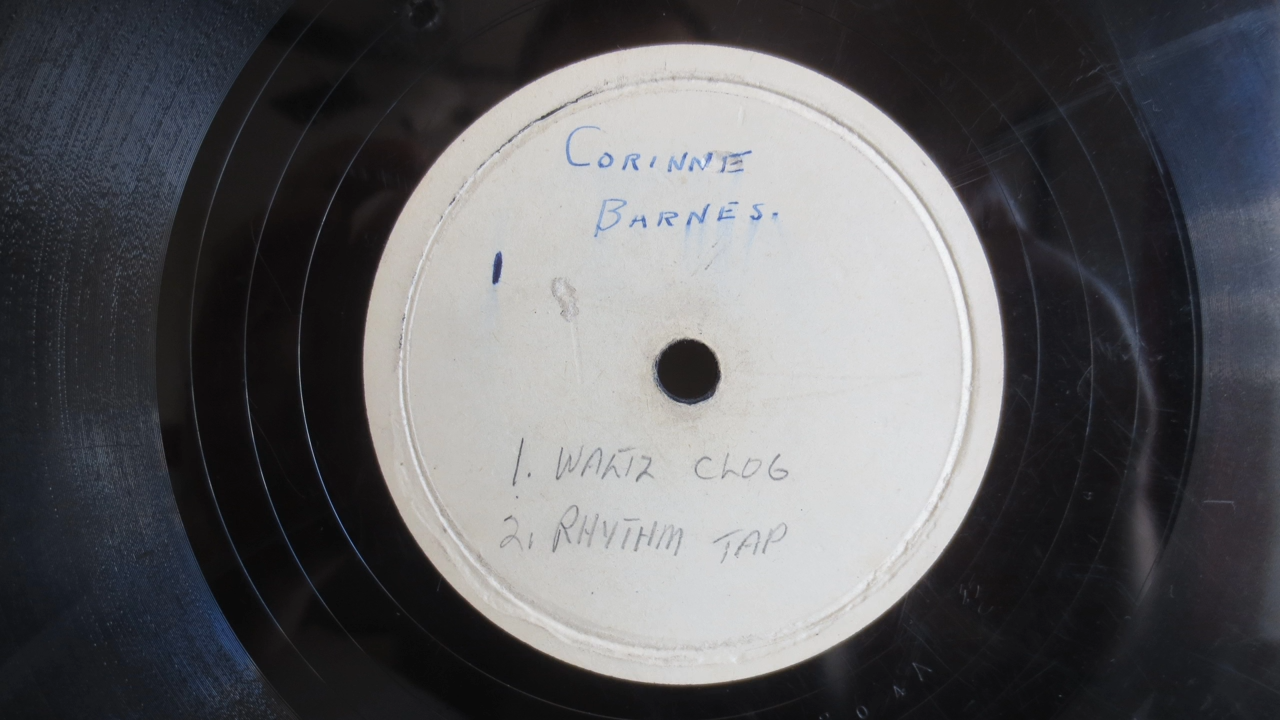 CORINNE
BARNES.
1
1. WALTZ CLOG
2. RHYTHM TAP